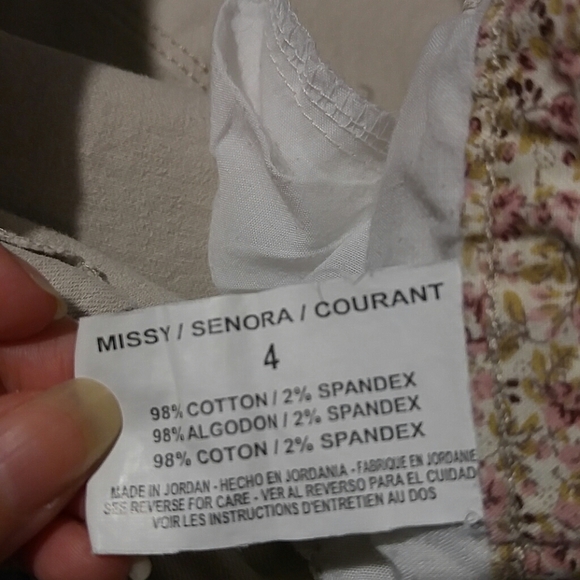 MISSY / SENORA / COURANT
4
98% COTTON / 2% SPANDEX
98% ALGODON / 2% SPANDEX
98% COTON / 2% SPANDEX
MADE IN JORDAN - HECHO EN JORDANIA - FABRIQUE EN JORDANIE
SEE REVERSE FOR CARE - VER AL REVERSO PARA EL CUIDAD
VOIR LES INSTRUCTIONS D'ENTRETIEN AU DOS